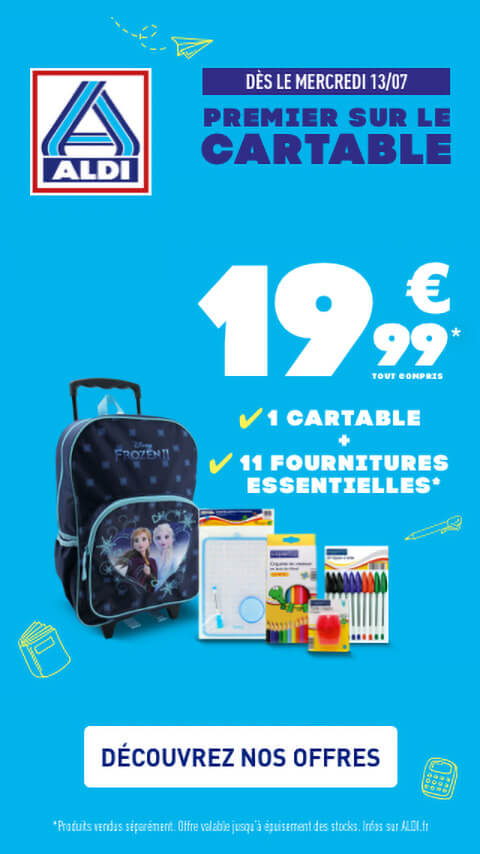 ALDI
DÈS LE MERCREDI 13/07
PREMIER SUR LE
CARTABLE
19€99*
TOUT COMPRIS
✓ 1 CARTABLE
+
✓ 11 FOURNITURES
ESSENTIELLES*
Disney
FROZEN II
DÉCOUVREZ NOS OFFRES
*Produits vendus séparément. Offre valable jusqu'à épuisement des stocks. Infos sur ALDI.fr